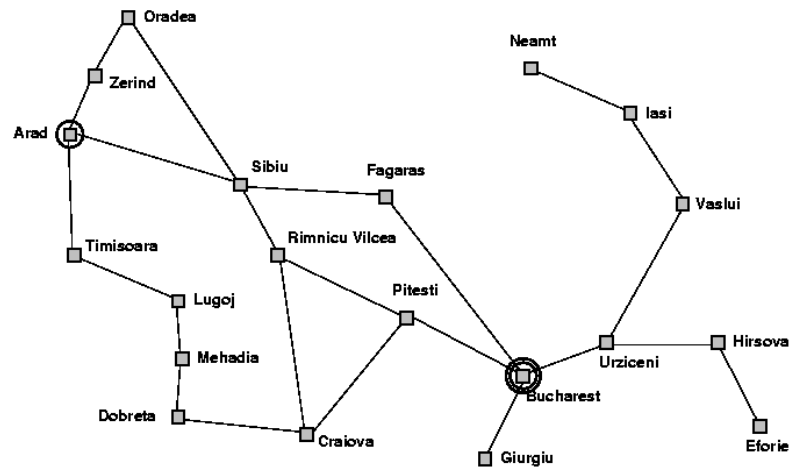 Oradea
Neamt
Zerind
Iasi
Arad
Sibiu
Fagaras
Vaslui
Timisoara
Rimnicu Vilcea
Lugoj
Pitesti
Mehadia
Hirsova
Urziceni
Bucharest
Dobreta
Craiova
Eforie
Giurgiu